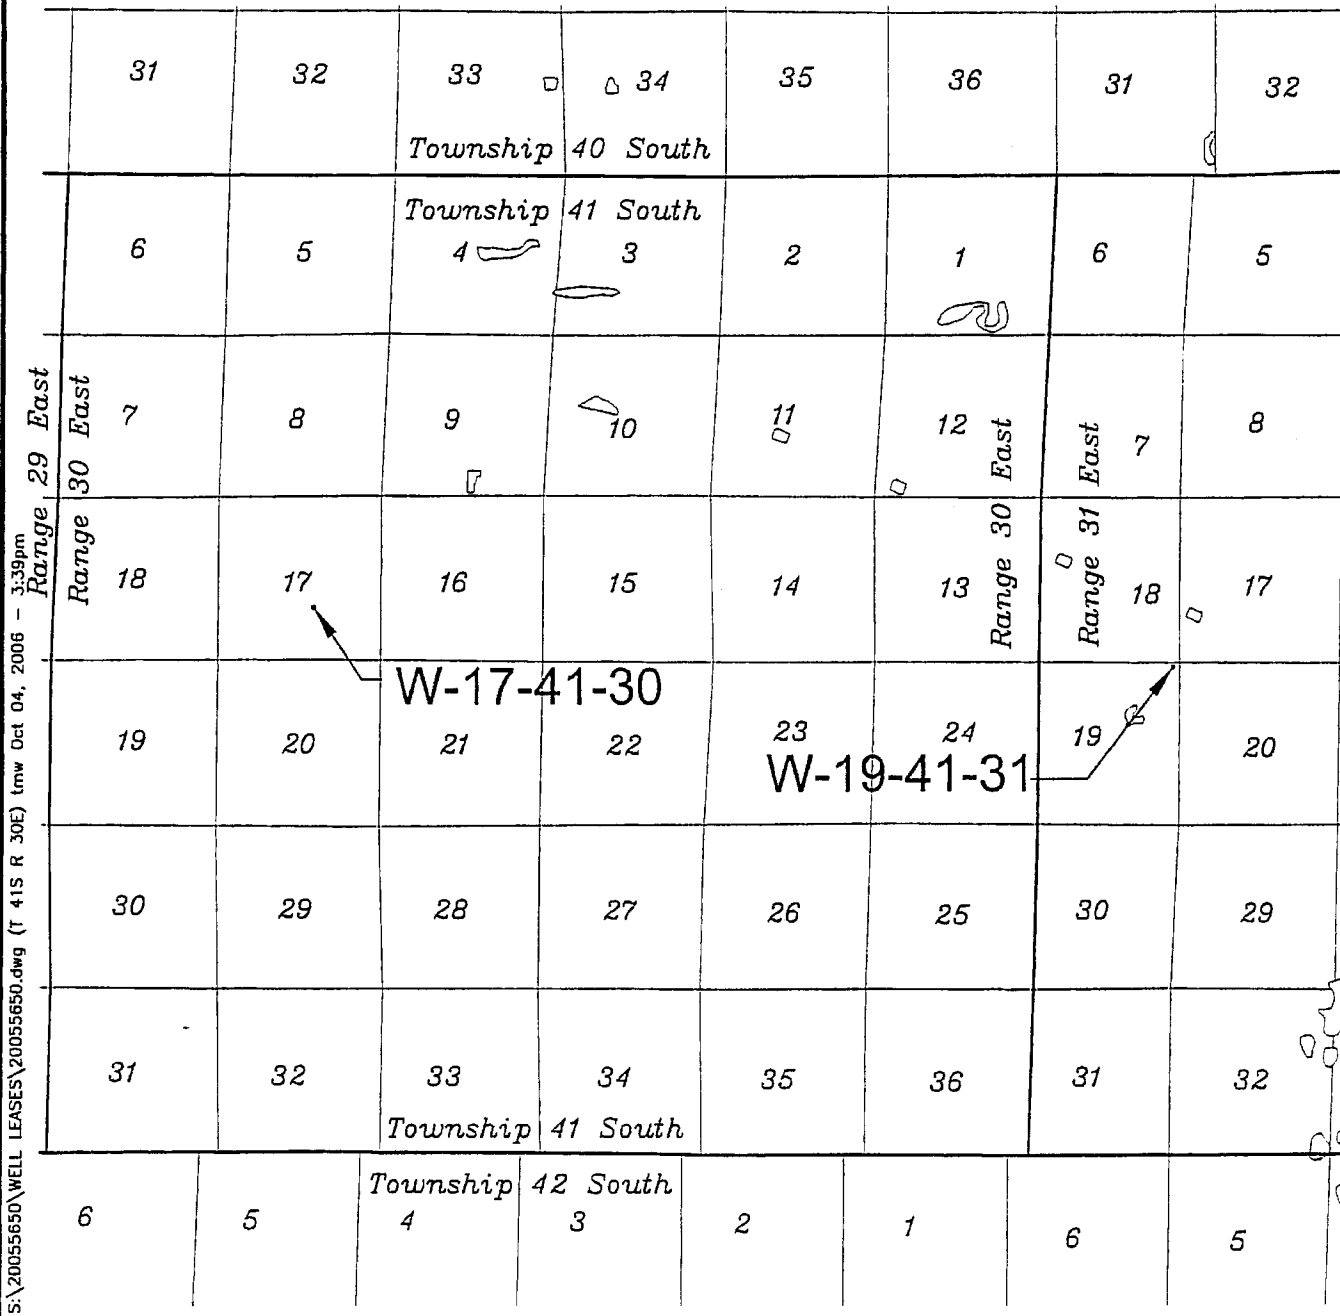 31 32 33 34 35 36 31 32
Township 40 South
Township 41 South
6 5 4 3 2 1 6 5
Range 29 East
Range 30 East
7 8 9 10 11 12 7 8
Range 30 East
Range 31 East
18 17 16 15 14 13 18 17
W-17-41-30
19 20 21 22 23 24 19 20
W-19-41-31
30 29 28 27 26 25 30 29
31 32 33 34 35 36 31 32
Township 41 South
Township 42 South
6 5 4 3 2 1 6 5
S:\20055650\WELL LEASES\20055650.dwg (T 41S R 30E) tmw Oct 04, 2006 - 3:39pm